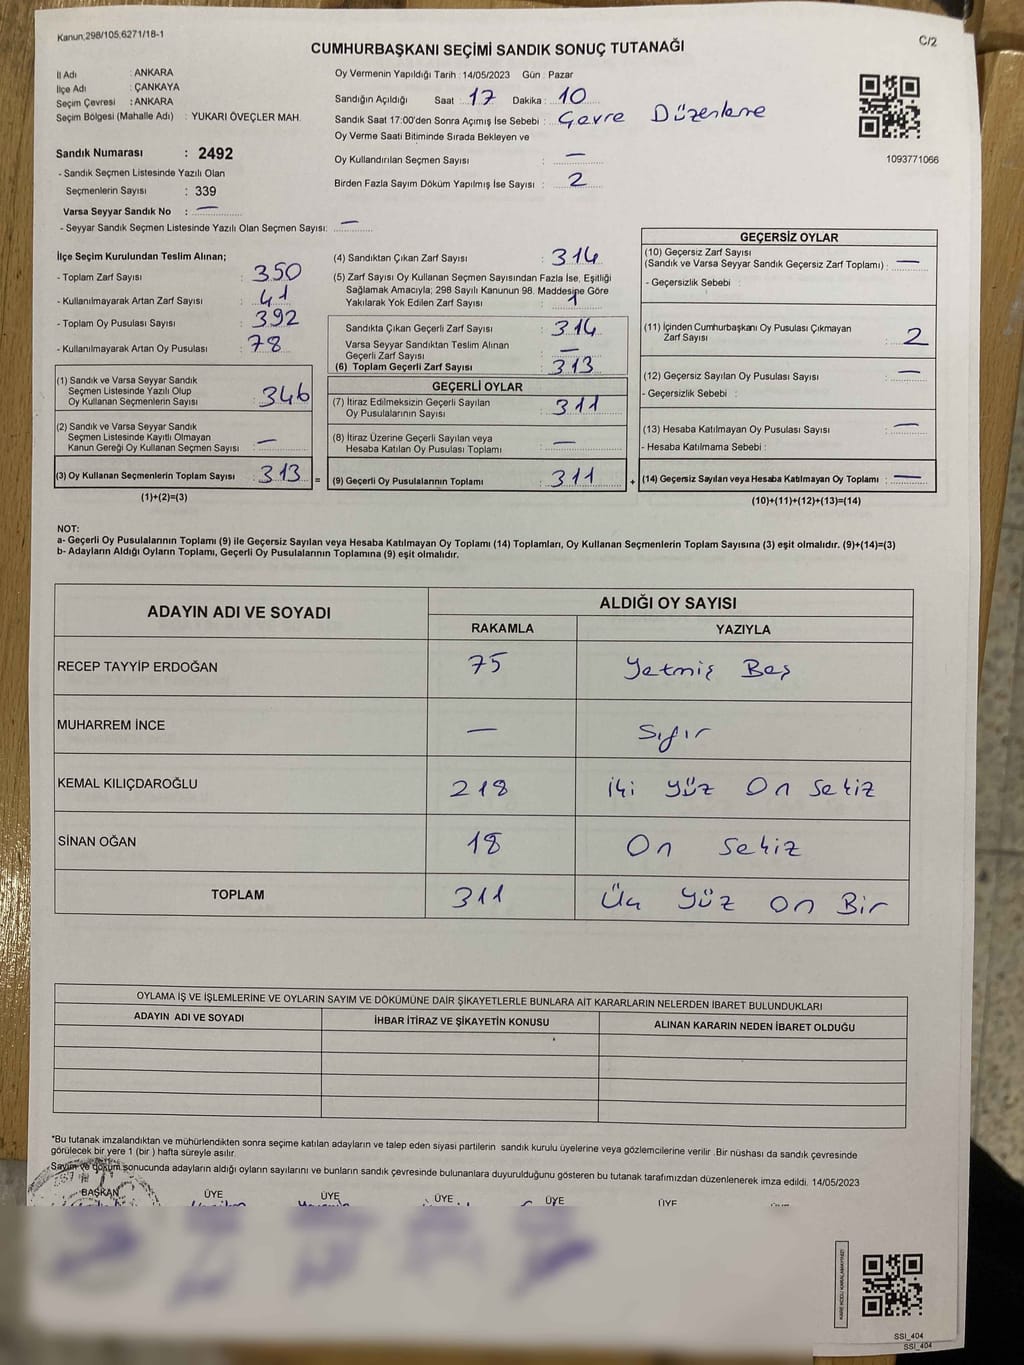 Kanun,298/105,6271/18-1
C/2
CUMHURBAŞKANI SEÇİMİ SANDIK SONUÇ TUTANAĞI
İl Adı : ANKARA
İlçe Adı : ÇANKAYA
Seçim Çevresi : ANKARA
Seçim Bölgesi (Mahalle Adı) : YUKARI ÖVEÇLER MAH.
Sandık Numarası : 2492
- Sandık Seçmen Listesinde Yazılı Olan
Seçmenlerin Sayısı : 339
Varsa Seyyar Sandık No : —
- Seyyar Sandık Seçmen Listesinde Yazılı Olan Seçmen Sayısı: —
Oy Vermenin Yapıldığı Tarih : 14/05/2023 Gün : Pazar
Sandığın Açıldığı Saat : 17 Dakika : 10
Sandık Saat 17:00'den Sonra Açımış İse Sebebi : Çevre Düzenleme
Oy Verme Saati Bitiminde Sırada Bekleyen ve
Oy Kullandırılan Seçmen Sayısı : —
Birden Fazla Sayım Döküm Yapılmış İse Sayısı : 2
1093771066
İlçe Seçim Kurulundan Teslim Alınan;
- Toplam Zarf Sayısı : 350
- Kullanılmayarak Artan Zarf Sayısı : 41
- Toplam Oy Pusulası Sayısı : 392
- Kullanılmayarak Artan Oy Pusulası : 78
(1) Sandık ve Varsa Seyyar Sandık
Seçmen Listesinde Yazılı Olup
Oy Kullanan Seçmenlerin Sayısı : 346
(2) Sandık ve Varsa Seyyar Sandık
Seçmen Listesinde Kayıtlı Olmayan
Kanun Gereği Oy Kullanan Seçmen Sayısı : —
(3) Oy Kullanan Seçmenlerin Toplam Sayısı : 313 =
(1)+(2)=(3)
(4) Sandıktan Çıkan Zarf Sayısı : 314
(5) Zarf Sayısı Oy Kullanan Seçmen Sayısından Fazla İse, Eşitliği
Sağlamak Amacıyla; 298 Sayılı Kanunun 98. Maddesine Göre
Yakılarak Yok Edilen Zarf Sayısı : 1
Sandıkta Çıkan Geçerli Zarf Sayısı : 314
Varsa Seyyar Sandıktan Teslim Alınan
Geçerli Zarf Sayısı : —
(6) Toplam Geçerli Zarf Sayısı : 313
GEÇERLİ OYLAR
(7) İtiraz Edilmeksizin Geçerli Sayılan
Oy Pusulalarının Sayısı : 311
(8) İtiraz Üzerine Geçerli Sayılan veya
Hesaba Katılan Oy Pusulası Toplamı : —
(9) Geçerli Oy Pusulalarının Toplamı : 311 +
GEÇERSİZ OYLAR
(10) Geçersiz Zarf Sayısı
(Sandık ve Varsa Seyyar Sandık Geçersiz Zarf Toplamı) : —
- Geçersizlik Sebebi :
(11) İçinden Cumhurbaşkanı Oy Pusulası Çıkmayan
Zarf Sayısı : 2
(12) Geçersiz Sayılan Oy Pusulası Sayısı : —
- Geçersizlik Sebebi :
(13) Hesaba Katılmayan Oy Pusulası Sayısı : —
- Hesaba Katılmama Sebebi :
(14) Geçersiz Sayılan veya Hesaba Katılmayan Oy Toplamı : —
(10)+(11)+(12)+(13)=(14)
NOT:
a- Geçerli Oy Pusulalarının Toplamı (9) ile Geçersiz Sayılan veya Hesaba Katılmayan Oy Toplamı (14) Toplamları, Oy Kullanan Seçmenlerin Toplam Sayısına (3) eşit olmalıdır. (9)+(14)=(3)
b- Adayların Aldığı Oyların Toplamı, Geçerli Oy Pusulalarının Toplamına (9) eşit olmalıdır.
ADAYIN ADI VE SOYADI ALDIĞI OY SAYISI
RAKAMLA YAZIYLA
RECEP TAYYİP ERDOĞAN 75 Yetmiş Beş
MUHARREM İNCE — Sıfır
KEMAL KILIÇDAROĞLU 218 İki Yüz On Sekiz
SİNAN OĞAN 18 On Sekiz
TOPLAM 311 Üç Yüz On Bir
OYLAMA İŞ VE İŞLEMLERİNE VE OYLARIN SAYIM VE DÖKÜMÜNE DAİR ŞİKAYETLERLE BUNLARA AİT KARARLARIN NELERDEN İBARET BULUNDUKLARI
ADAYIN ADI VE SOYADI İHBAR İTİRAZ VE ŞİKAYETİN KONUSU ALINAN KARARIN NEDEN İBARET OLDUĞU
*Bu tutanak imzalandıktan ve mühürlendikten sonra seçime katılan adayların ve talep eden siyasi partilerin sandık kurulu üyelerine veya gözlemcilerine verilir .Bir nüshası da sandık çevresinde
görülecek bir yere 1 (bir ) hafta süreyle asılır.
Sayım ve döküm sonucunda adayların aldığı oyların sayılarını ve bunların sandık çevresinde bulunanlara duyurulduğunu gösteren bu tutanak tarafımızdan düzenlenerek imza edildi. 14/05/2023
BAŞKAN ÜYE ÜYE ÜYE ÜYE ÜYE
SSI_404
SSI_404